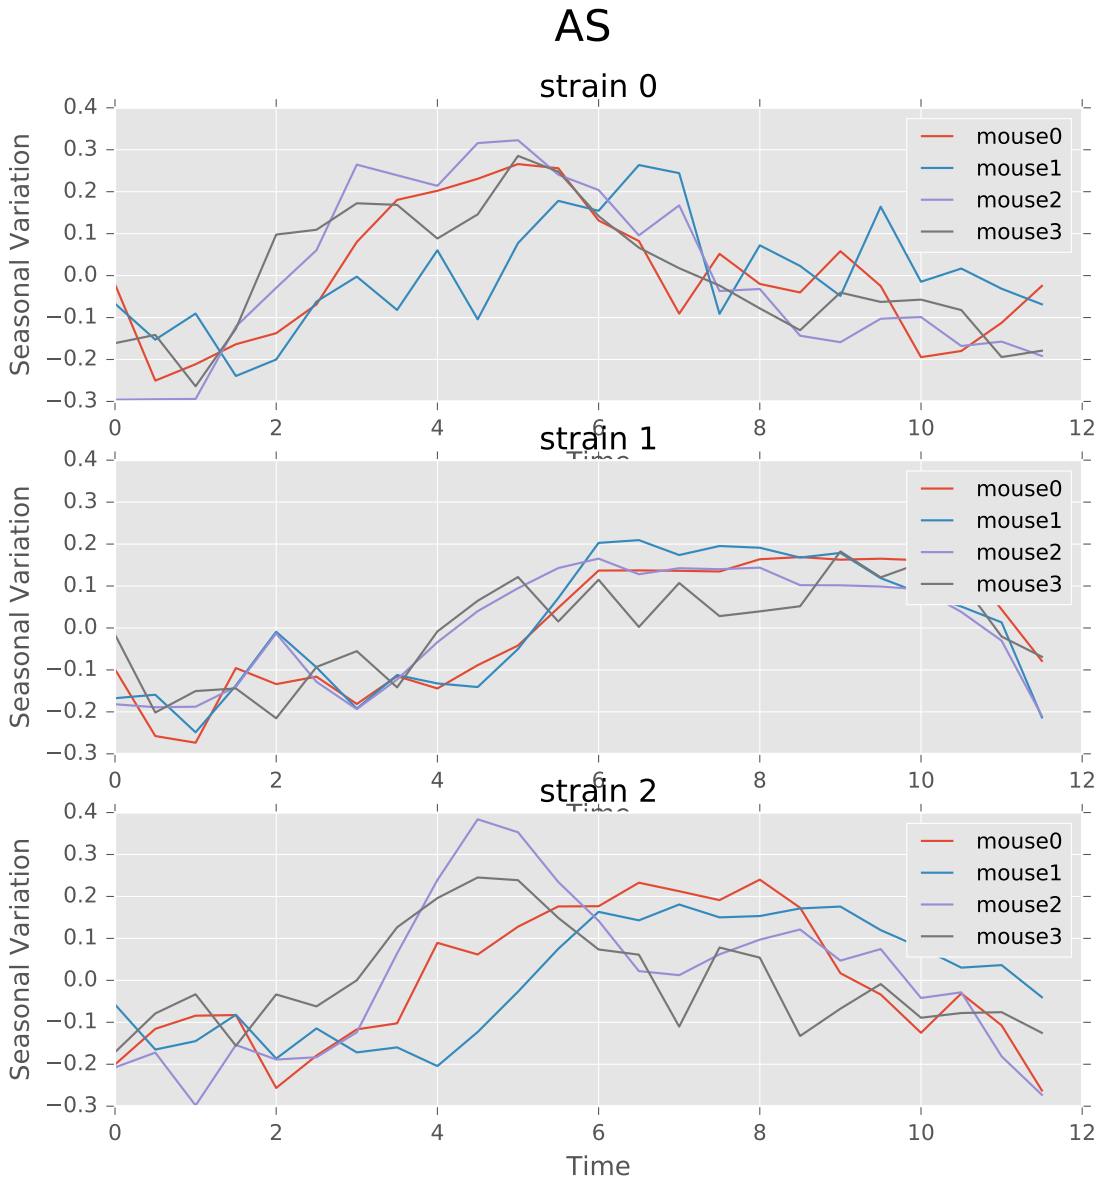 AS
strain 0
Seasonal Variation
0.4
0.3
0.2
0.1
0.0
−0.1
−0.2
−0.3
mouse0
mouse1
mouse2
mouse3
0 2 4 6 8 10 12
Time
strain 1
Seasonal Variation
0.4
0.3
0.2
0.1
0.0
−0.1
−0.2
−0.3
mouse0
mouse1
mouse2
mouse3
0 2 4 6 8 10 12
Time
strain 2
Seasonal Variation
0.4
0.3
0.2
0.1
0.0
−0.1
−0.2
−0.3
mouse0
mouse1
mouse2
mouse3
0 2 4 6 8 10 12
Time